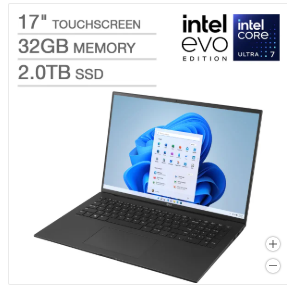 17" TOUCHSCREEN
32GB MEMORY
2.0TB SSD
intel
evo
EDITION
intel
CORE
ULTRA 7